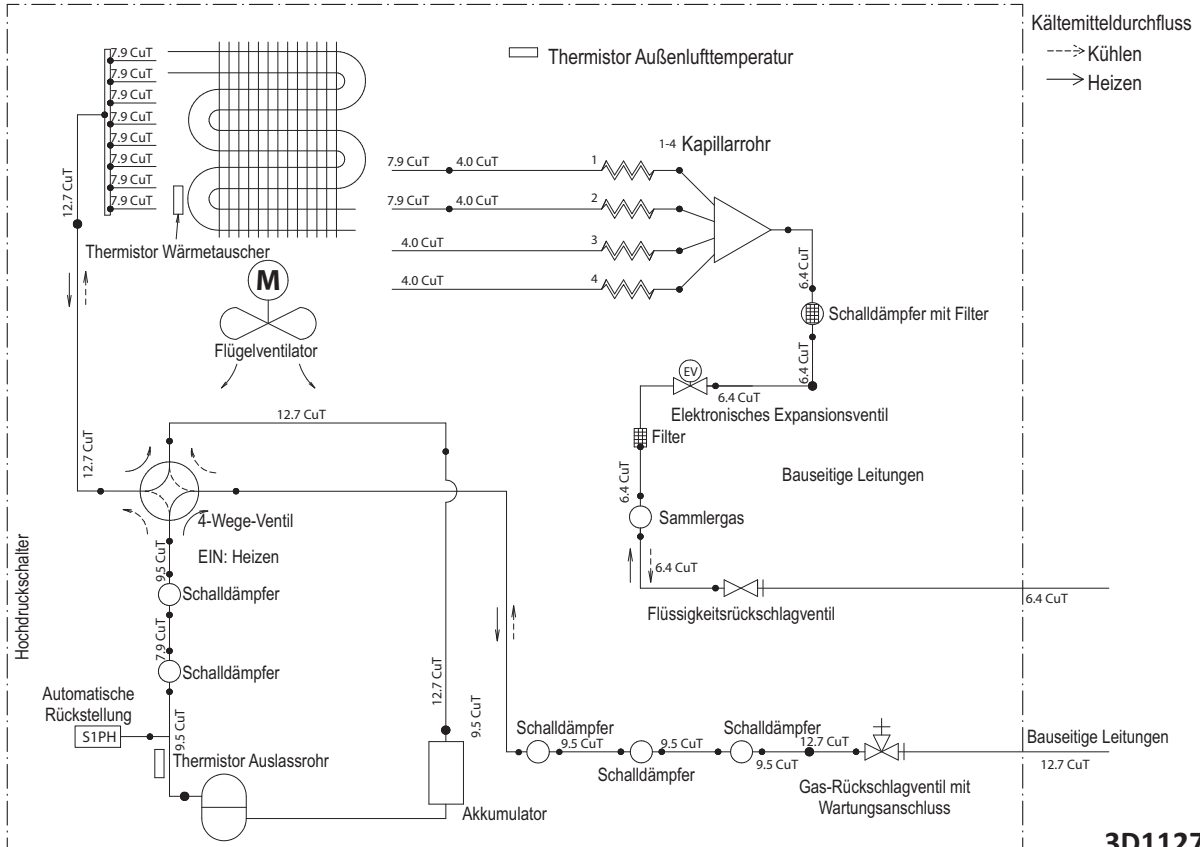 Kältemitteldurchfluss
Kühlen
Heizen
Thermistor Außenlufttemperatur
7.9 CuT
7.9 CuT
7.9 CuT
7.9 CuT
7.9 CuT
7.9 CuT
7.9 CuT
7.9 CuT
12.7 CuT
Thermistor Wärmetauscher
M
Flügelventilator
1-4 Kapillarrohr
7.9 CuT 4.0 CuT 1
7.9 CuT 4.0 CuT 2
4.0 CuT 3
4.0 CuT 4
6.4 CuT
Schalldämpfer mit Filter
6.4 CuT
EV
6.4 CuT
Elektronisches Expansionsventil
Filter
6.4 CuT
Bauseitige Leitungen
Sammlergas
6.4 CuT
Flüssigkeitsrückschlagventil
6.4 CuT
12.7 CuT
12.7 CuT
4-Wege-Ventil
EIN: Heizen
9.5 CuT
Schalldämpfer
7.9 CuT
Schalldämpfer
Hochdruckschalter
Automatische
Rückstellung
S1PH
9.5 CuT
Thermistor Auslassrohr
12.7 CuT
Akkumulator
9.5 CuT
Schalldämpfer
9.5 CuT
Schalldämpfer
9.5 CuT
Schalldämpfer
9.5 CuT
12.7 CuT
Gas-Rückschlagventil mit
Wartungsanschluss
Bauseitige Leitungen
12.7 CuT
3D1127